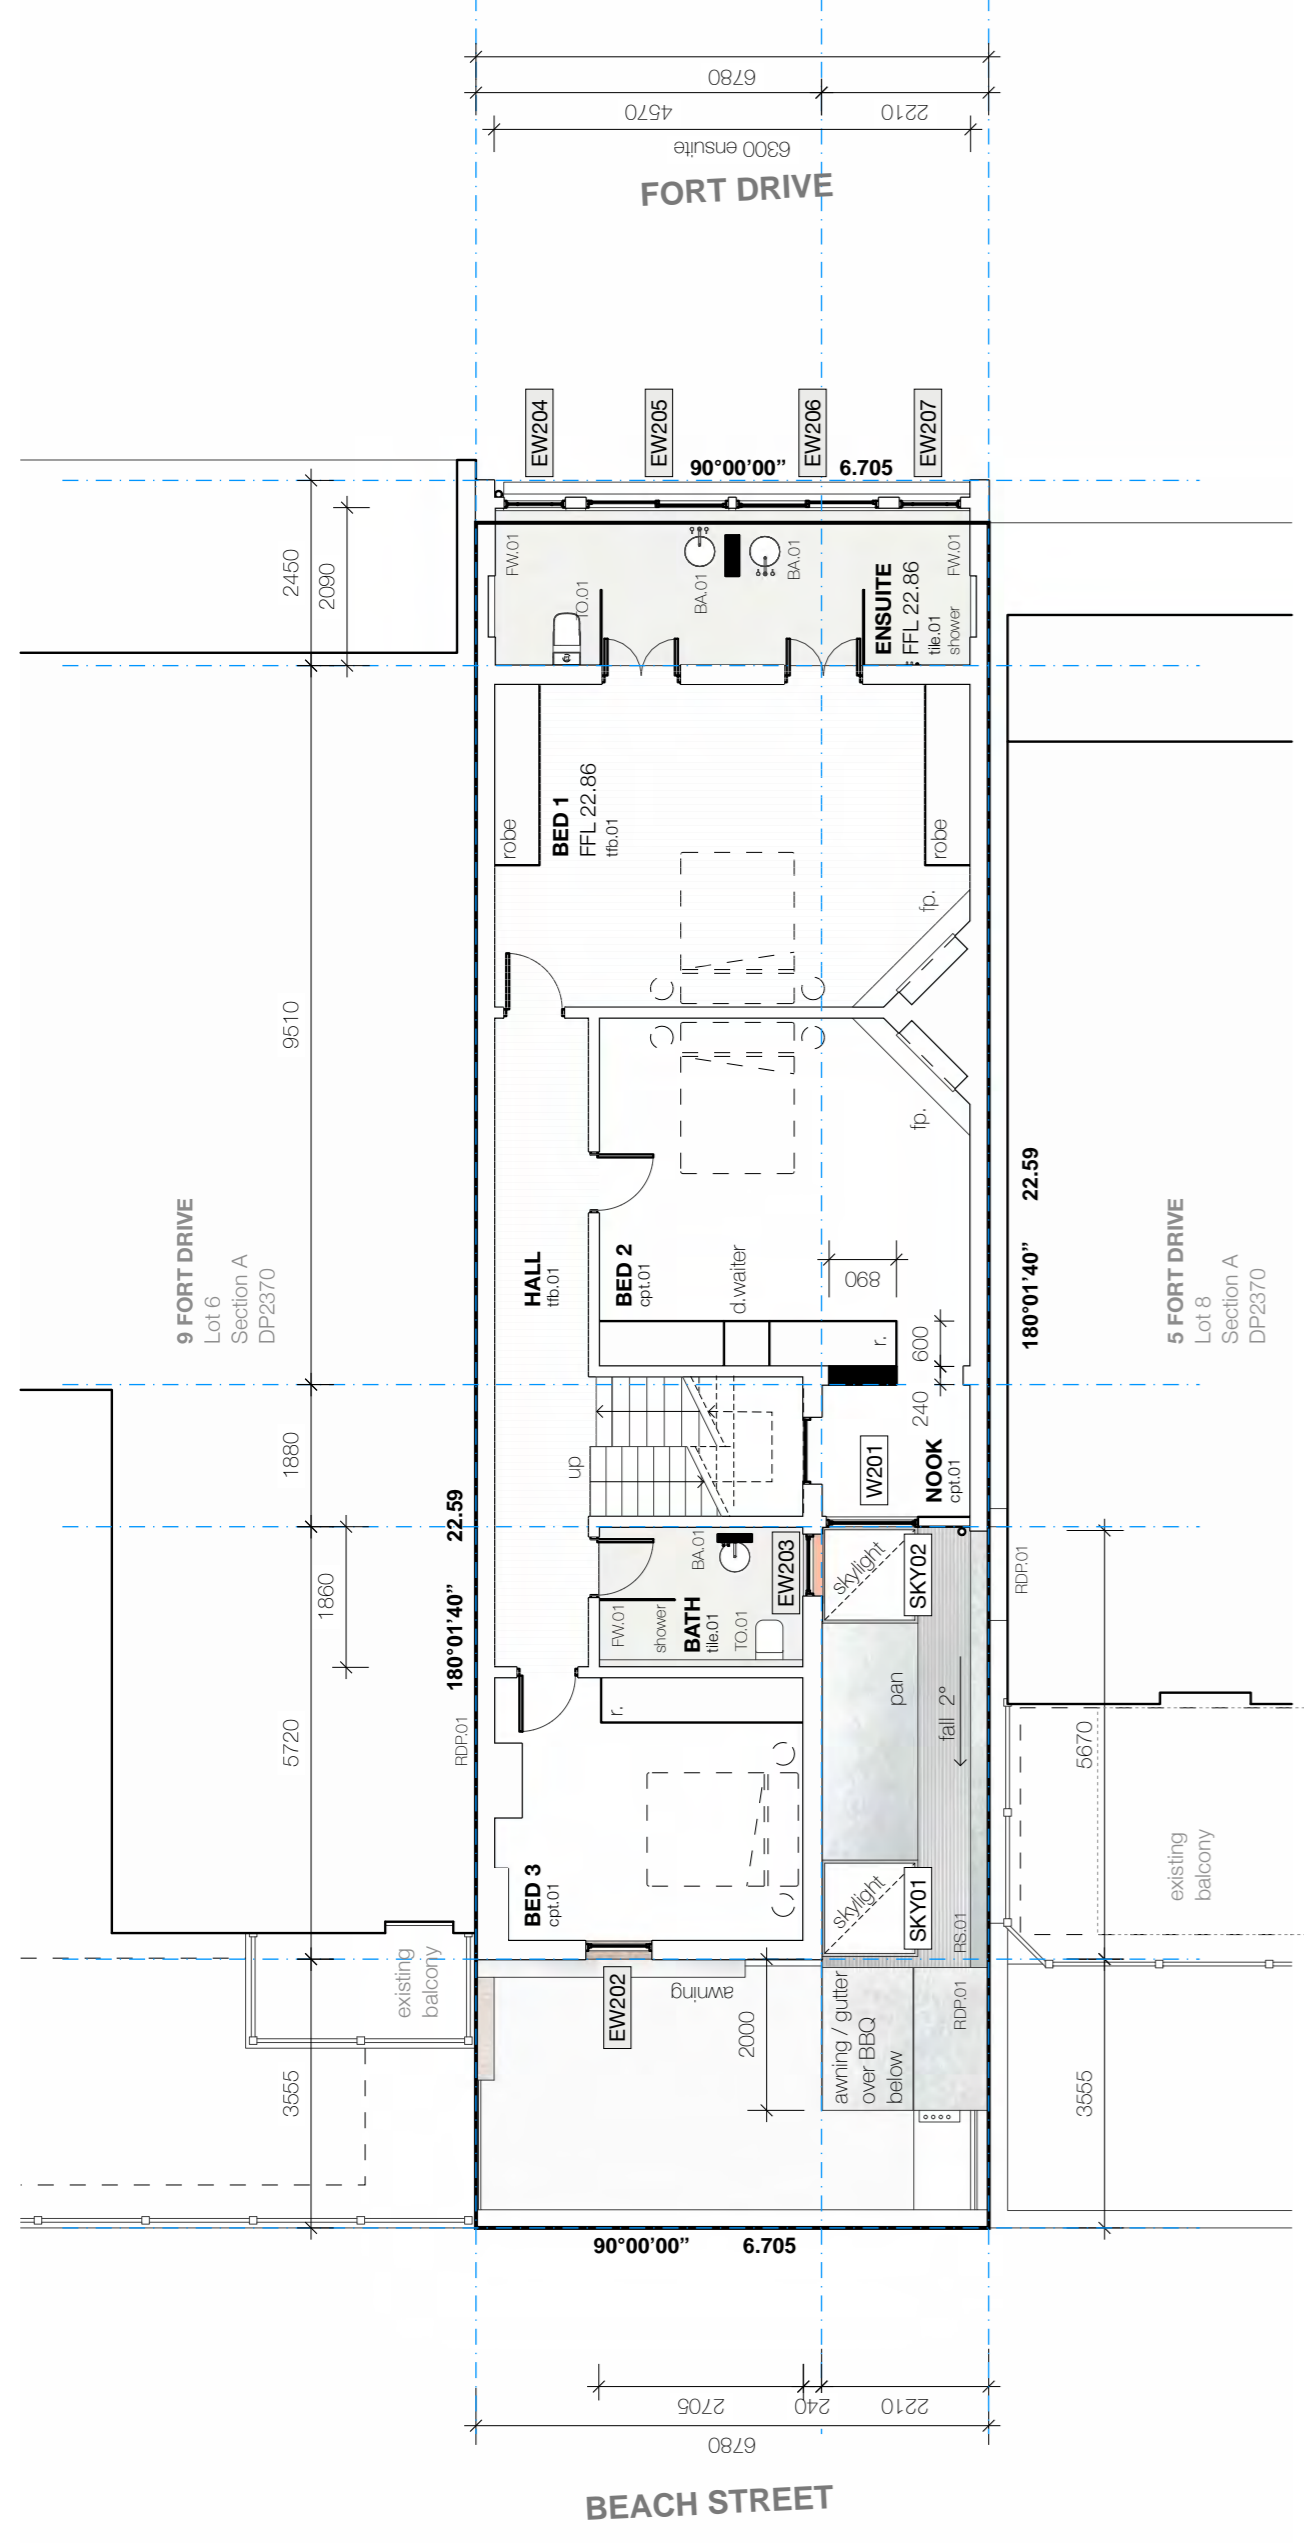 6780
4570
2210
6300 ensuite
FORT DRIVE
EW204
EW205
EW206
EW207
90°00'00” 6.705
2450
2090
FW.01
TO.01
BA.01
BA.01
ENSUITE
FFL 22.86
tile.01
shower
FW.01
robe
BED 1
FFL 22.86
tfb.01
robe
fp.
9510
fp.
9 FORT DRIVE
Lot 6
Section A
DP2370
HALL
tfb.01
BED 2
cpt.01
d.waiter
890
r.
600
240
180°01'40” 22.59
5 FORT DRIVE
Lot 8
Section A
DP2370
1880
up
W201
NOOK
cpt.01
1860
180°01'40” 22.59
FW.01
shower
BATH
tile.01
BA.01
TO.01
EW203
skylight
SKY02
RDP.01
5720
RDP.01
r.
pan
fall 2°
5670
BED 3
cpt.01
skylight
SKY01
RS.01
existing
balcony
existing
balcony
EW202
awning
2000
awning / gutter
over BBQ
below
RDP.01
3555
3555
90°00'00” 6.705
2705
240
2210
6780
BEACH STREET